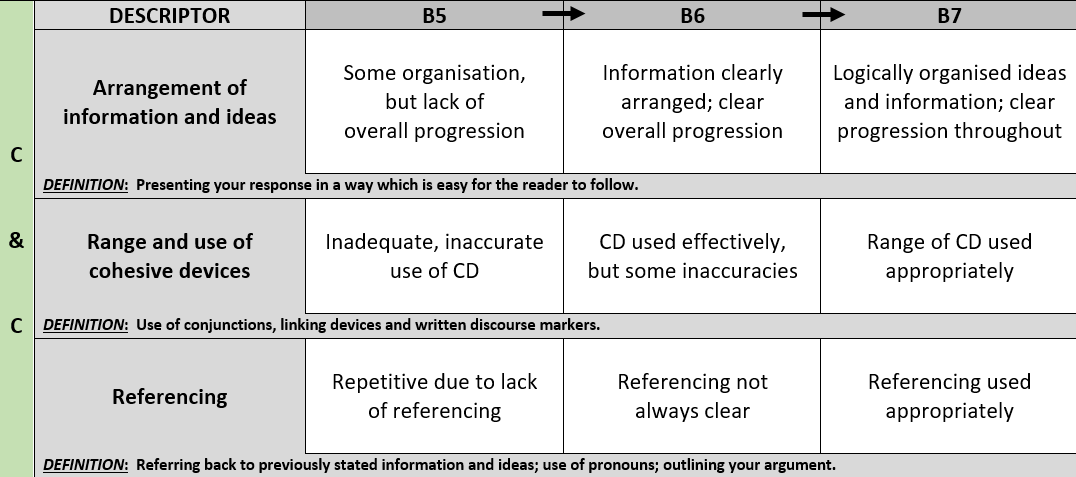 DESCRIPTOR B5 B6 B7
Arrangement of
information and ideas
Some organisation,
but lack of
overall progression
Information clearly
arranged; clear
overall progression
Logically organised ideas
and information; clear
progression throughout
C
DEFINITION: Presenting your response in a way which is easy for the reader to follow.
&
Range and use of
cohesive devices
Inadequate, inaccurate
use of CD
CD used effectively,
but some inaccuracies
Range of CD used
appropriately
C
DEFINITION: Use of conjunctions, linking devices and written discourse markers.
Referencing
Repetitive due to lack
of referencing
Referencing not
always clear
Referencing used
appropriately
DEFINITION: Referring back to previously stated information and ideas; use of pronouns; outlining your argument.